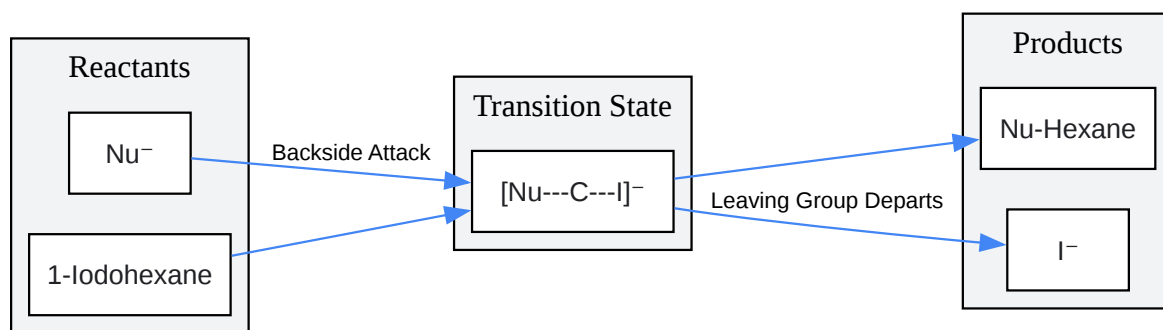 Reactants
Nu⁻
1-Iodohexane
Backside Attack
Transition State
[Nu---C---I]⁻
Leaving Group Departs
Products
Nu-Hexane
I⁻